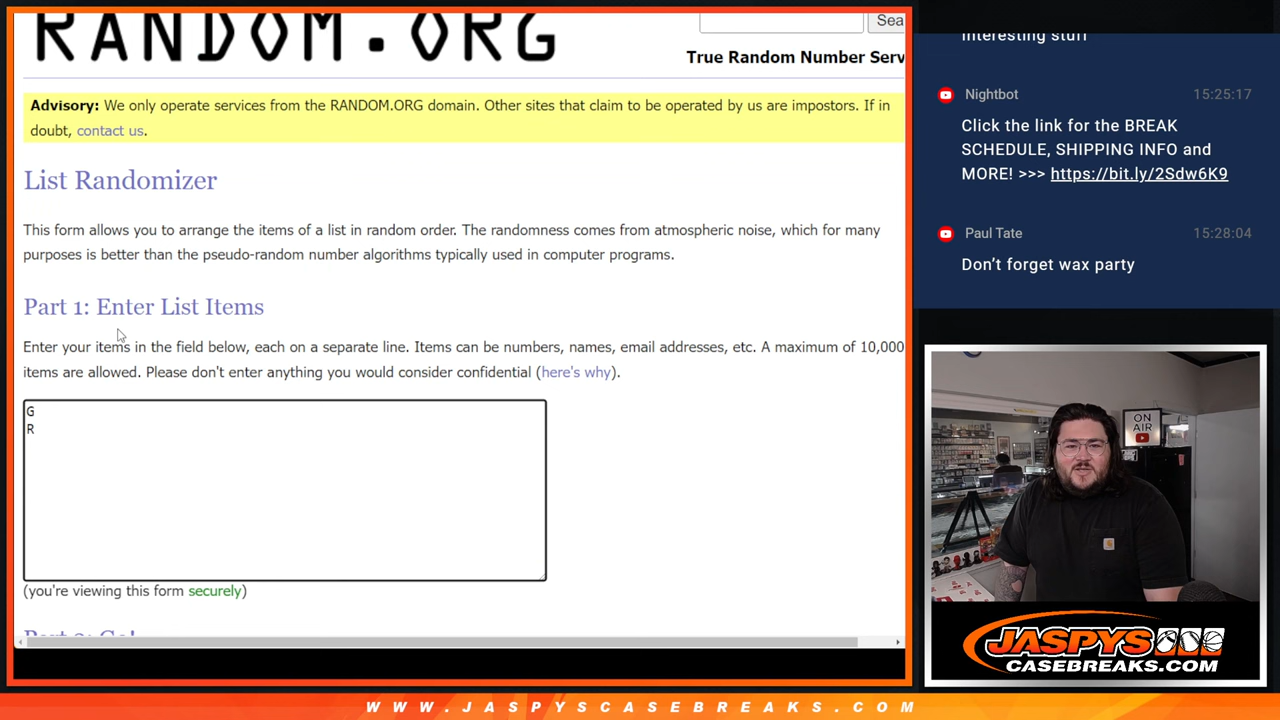 RANDOM.ORG
Sea
True Random Number Serv
Advisory: We only operate services from the RANDOM.ORG domain. Other sites that claim to be operated by us are impostors. If in
doubt, contact us.
List Randomizer
This form allows you to arrange the items of a list in random order. The randomness comes from atmospheric noise, which for many
purposes is better than the pseudo-random number algorithms typically used in computer programs.
Part 1: Enter List Items
Enter your items in the field below, each on a separate line. Items can be numbers, names, email addresses, etc. A maximum of 10,000
items are allowed. Please don't enter anything you would consider confidential (here's why).
G
R
(you're viewing this form securely)
Part 2: Go!
interesting stuff
Nightbot 15:25:17
Click the link for the BREAK
SCHEDULE, SHIPPING INFO and
MORE! >>> https://bit.ly/2Sdw6K9
Paul Tate 15:28:04
Don't forget wax party
ON
AIR
JASPYS
CASEBREAKS.COM
WWW.JASPYSCASEBREAKS.COM